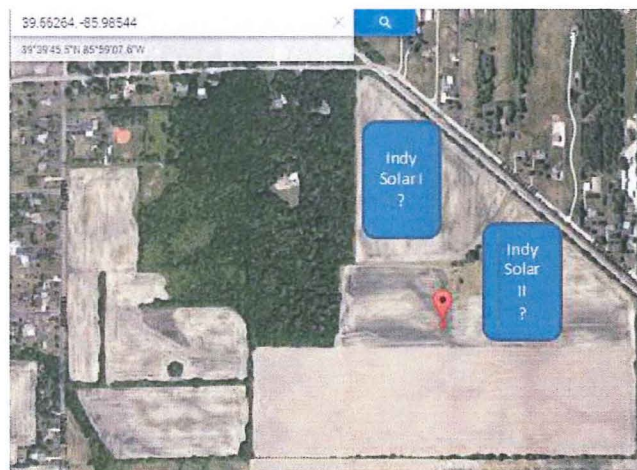 39.66264,-85.98544
39°39'45.5"N 85°59'07.6"W
Indy
Solar I
?
Indy
Solar
II
?